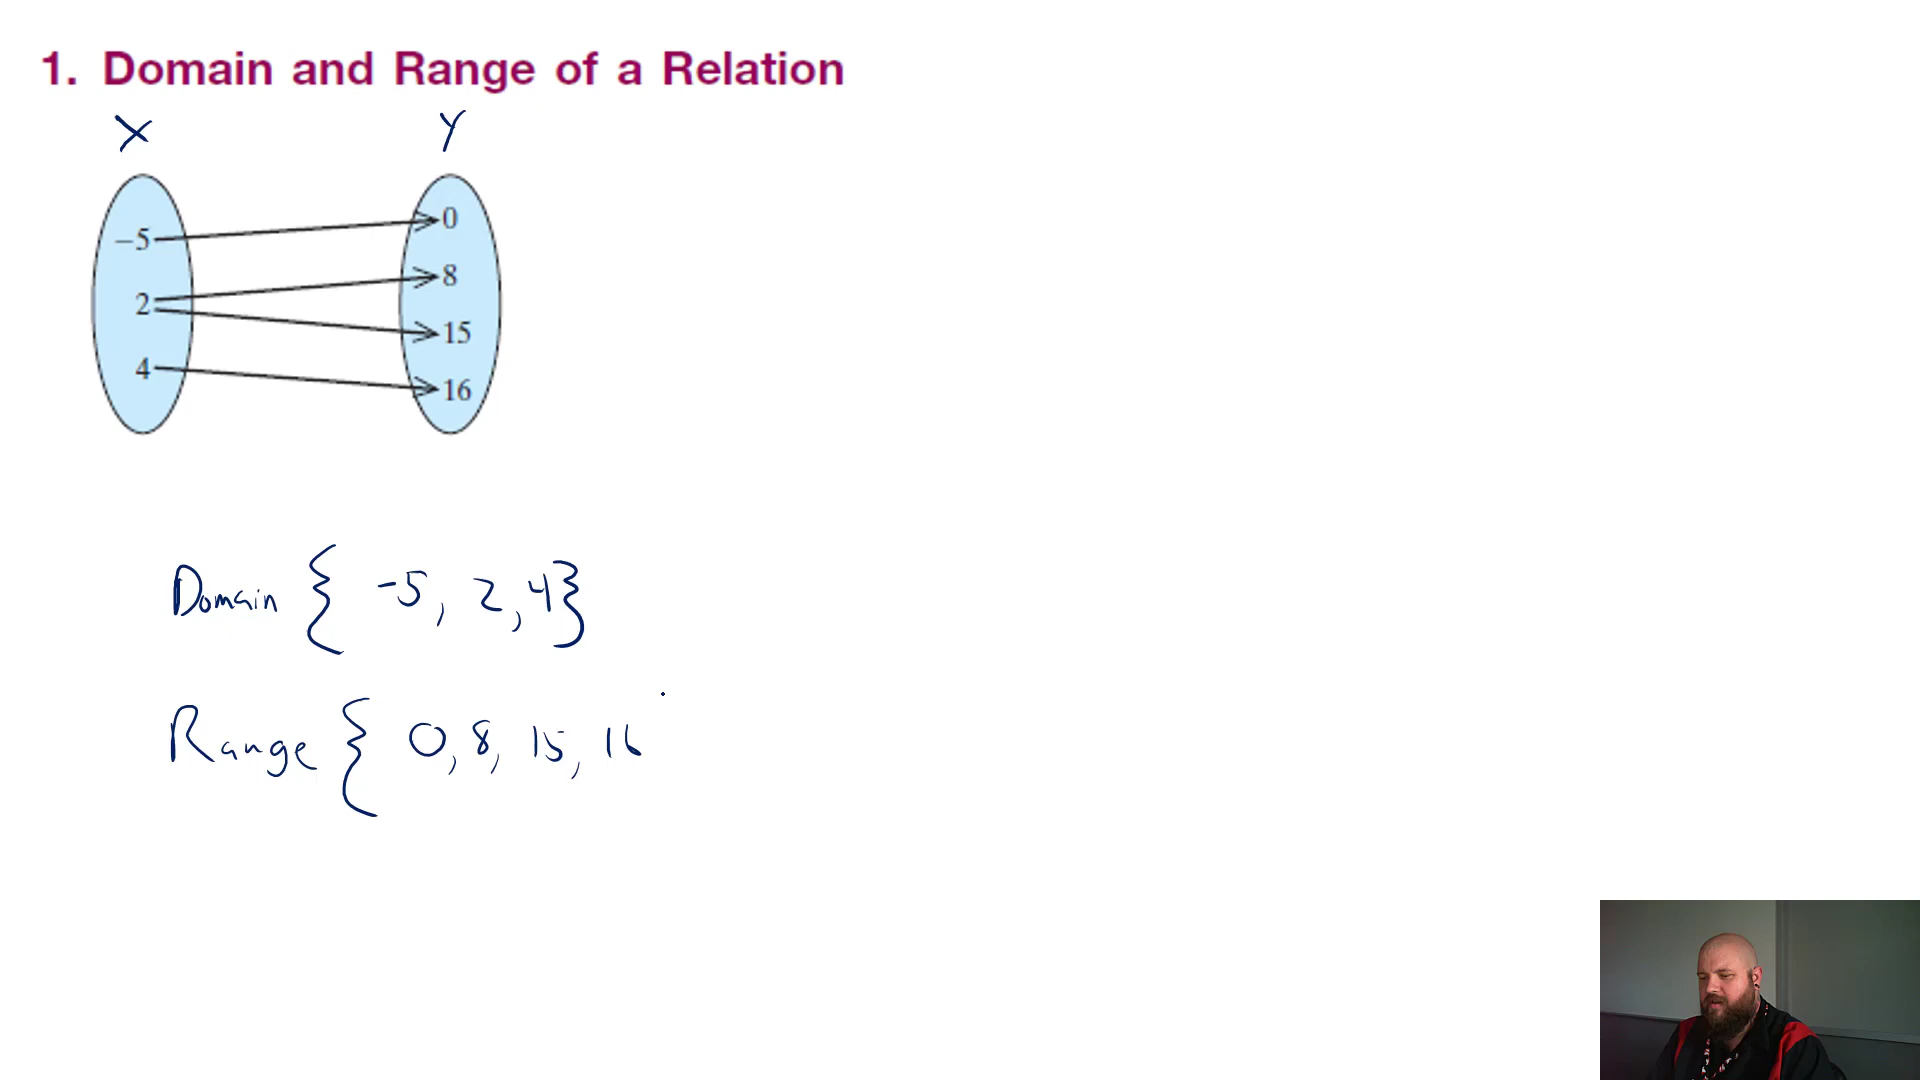 1. Domain and Range of a Relation
X Y
0
-5
8
2
15
4
16
Domain { -5, 2, 4}
Range { 0, 8, 15, 16